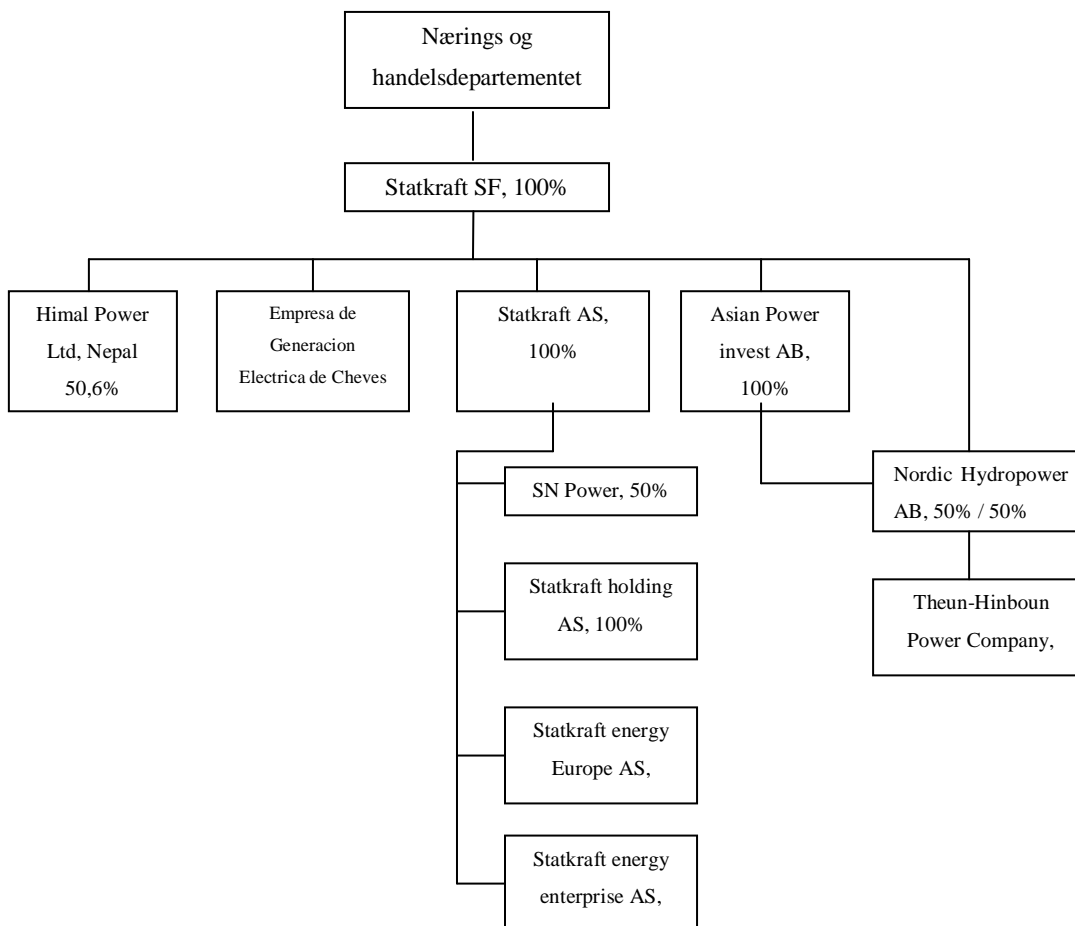 Nærings og
handelsdepartementet
Statkraft SF, 100%
Himal Power
Ltd, Nepal
50,6%
Empresa de
Generacion
Electrica de Cheves
Statkraft AS,
100%
Asian Power
invest AB,
100%
SN Power, 50%
Nordic Hydropower
AB, 50% / 50%
Statkraft holding
AS, 100%
Theun-Hinboun
Power Company,
Statkraft energy
Europe AS,
Statkraft energy
enterprise AS,